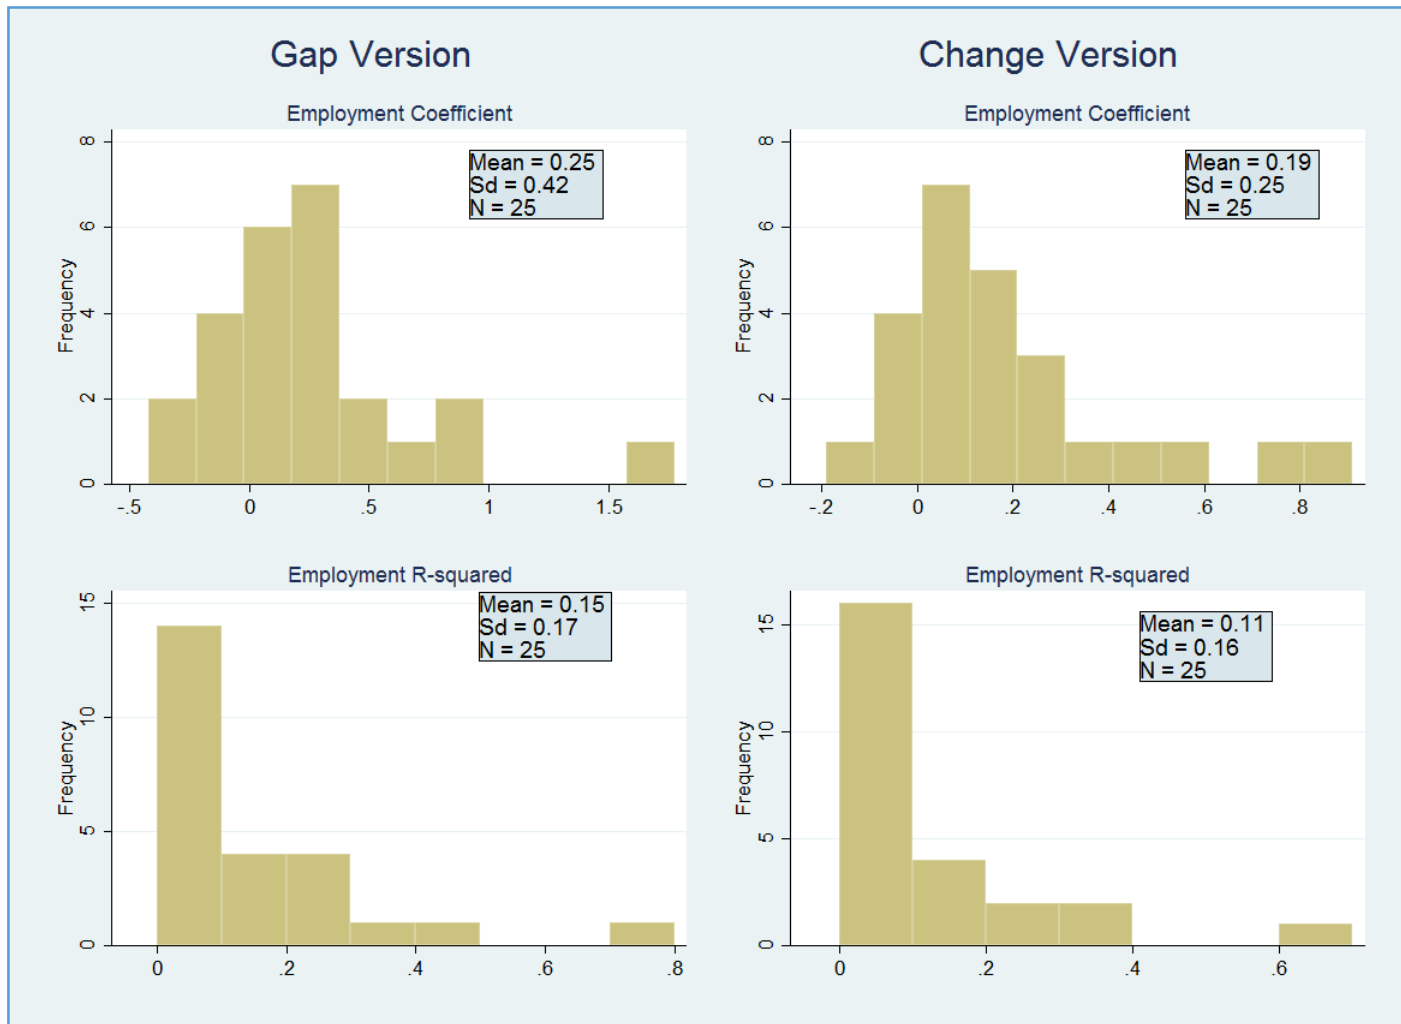 Gap Version
Change Version
Employment Coefficient
Mean = 0.25
Sd = 0.42
N = 25
Frequency
8
6
4
2
0
-.5 0 .5 1 1.5
Employment Coefficient
Mean = 0.19
Sd = 0.25
N = 25
Frequency
8
6
4
2
0
-.2 0 .2 .4 .6 .8
Employment R-squared
Mean = 0.15
Sd = 0.17
N = 25
Frequency
15
10
5
0
0 .2 .4 .6 .8
Employment R-squared
Mean = 0.11
Sd = 0.16
N = 25
Frequency
15
10
5
0
0 .2 .4 .6